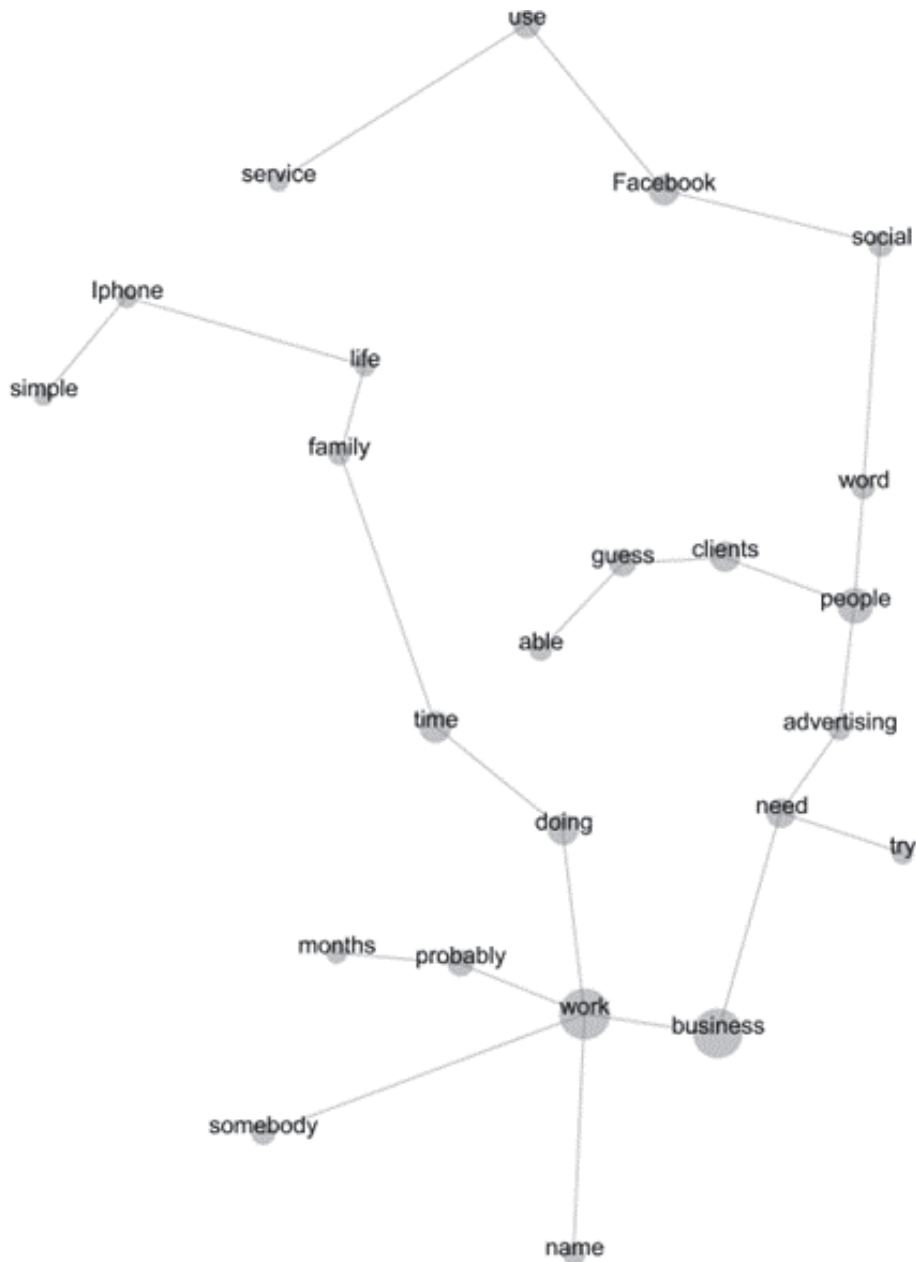 use
service
Facebook
social
Iphone
life
simple
family
word
clients
guess
people
able
time
advertising
need
doing
try
months
probably
work
business
somebody
name